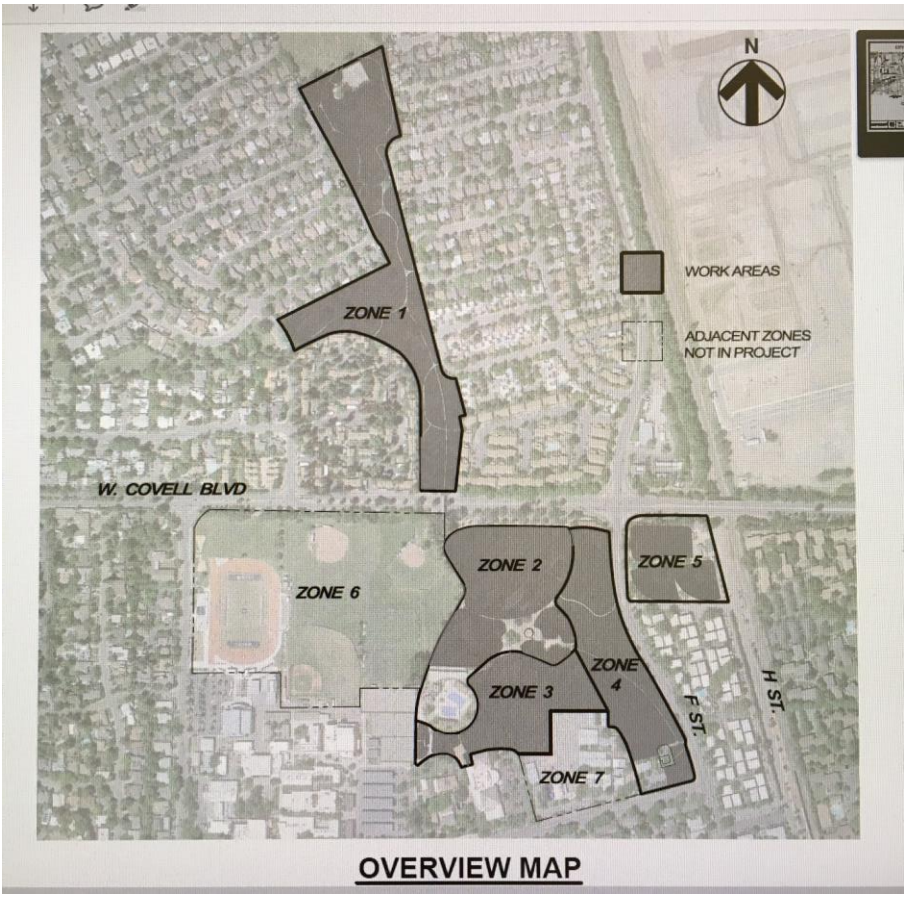 N
WORK AREAS
ZONE 1
ADJACENT ZONES
NOT IN PROJECT
W. COVELL BLVD
ZONE 2
ZONE 5
ZONE 6
ZONE
4
ZONE 3
H ST.
F ST.
ZONE 7
OVERVIEW MAP